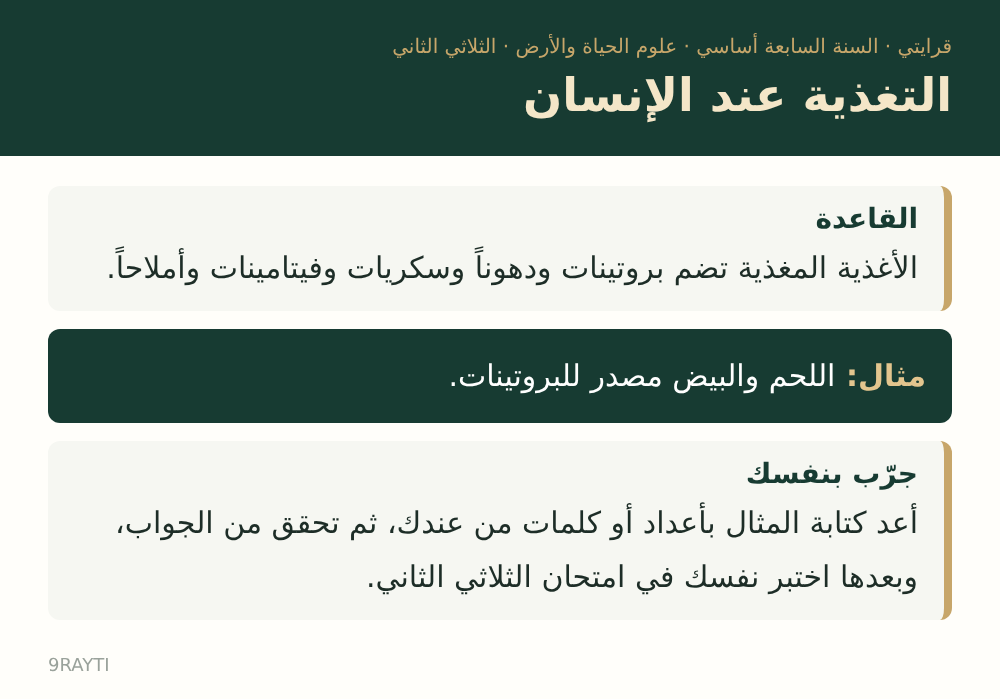 قرايتي · السنة السابعة أساسي · علوم الحياة والأرض · الثلاثي الثاني
التغذية عند الإنسان
القاعدة
الأغذية المغذية تضم بروتينات ودهوناً وسكريات وفيتامينات وأملاحاً.
مثال: اللحم والبيض مصدر للبروتينات.
جرّب بنفسك
أعد كتابة المثال بأعداد أو كلمات من عندك، ثم تحقق من الجواب،
وبعدها اختبر نفسك في امتحان الثلاثي الثاني.
9RAYTI